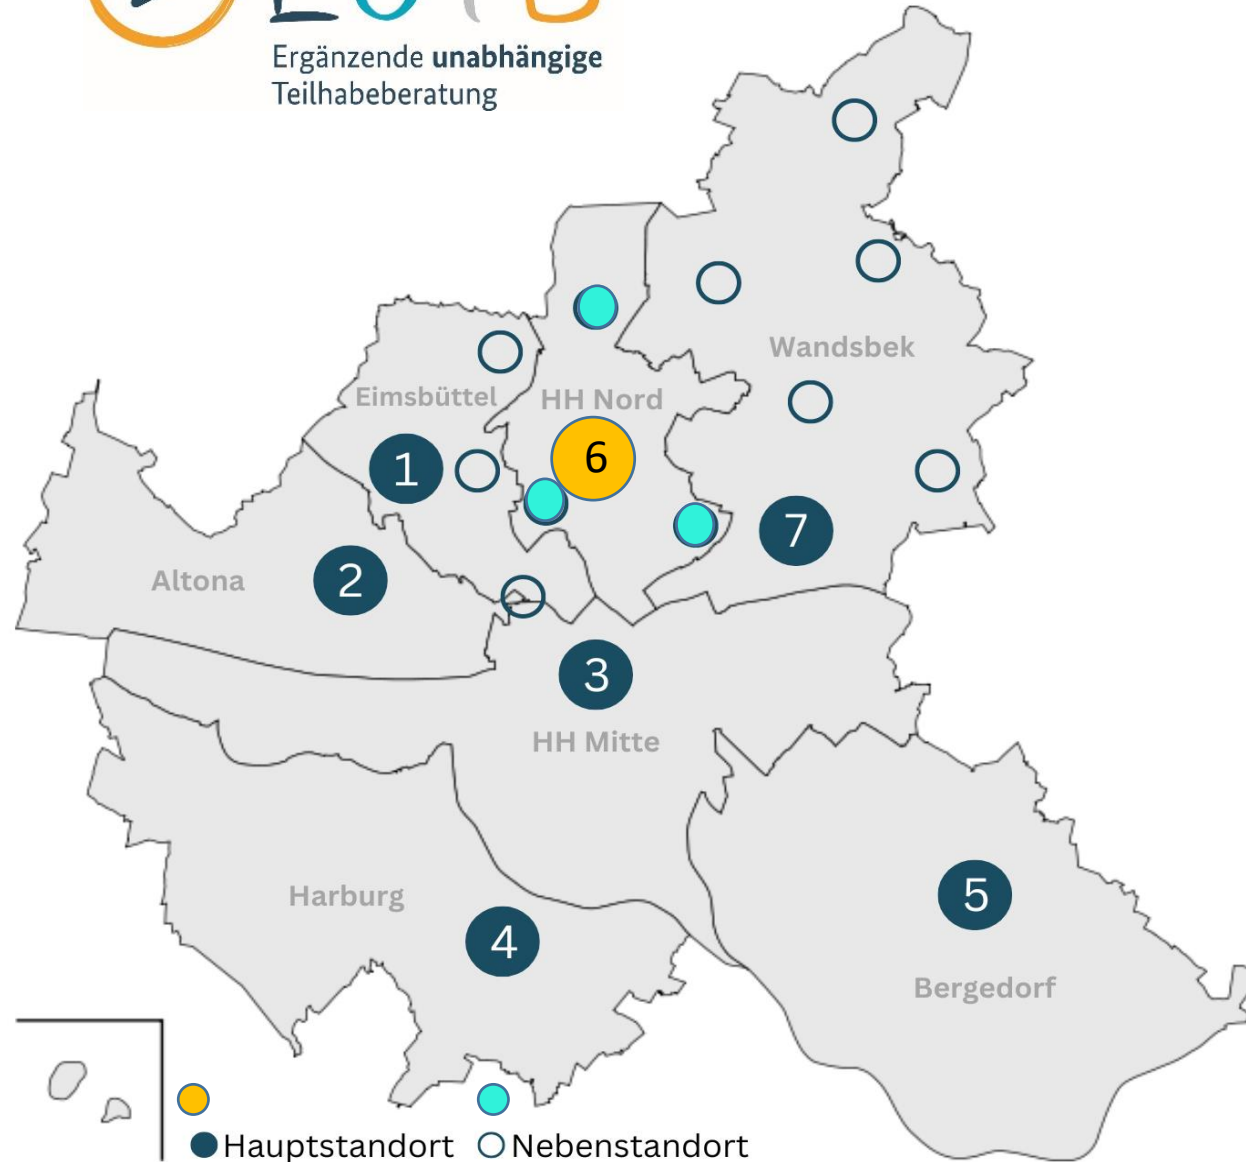 Ergänzende unabhängige
Teilhabeberatung
Wandsbek
Eimsbüttel
HH Nord
1
6
7
Altona
2
3
HH Mitte
Harburg
5
4
Bergedorf
Hauptstandort
Nebenstandort